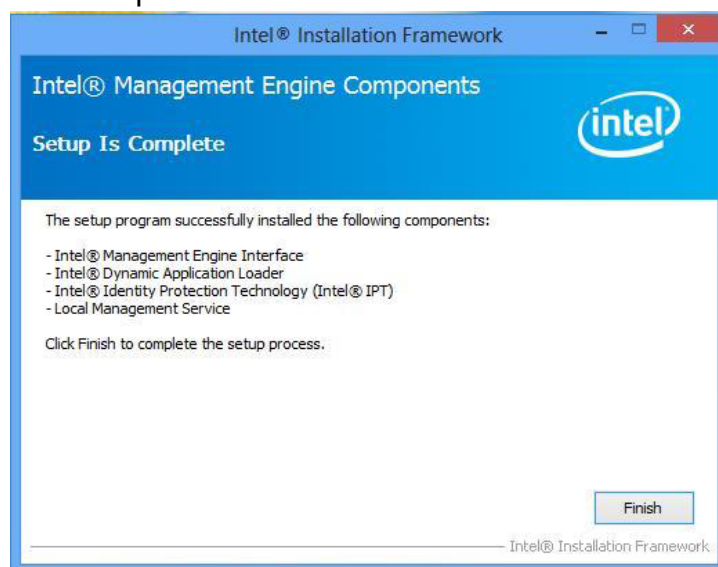 Intel® Installation Framework
Intel® Management Engine Components
intel
Setup Is Complete
The setup program successfully installed the following components:
- Intel® Management Engine Interface
- Intel® Dynamic Application Loader
- Intel® Identity Protection Technology (Intel® IPT)
- Local Management Service
Click Finish to complete the setup process.
Finish
Intel® Installation Framework